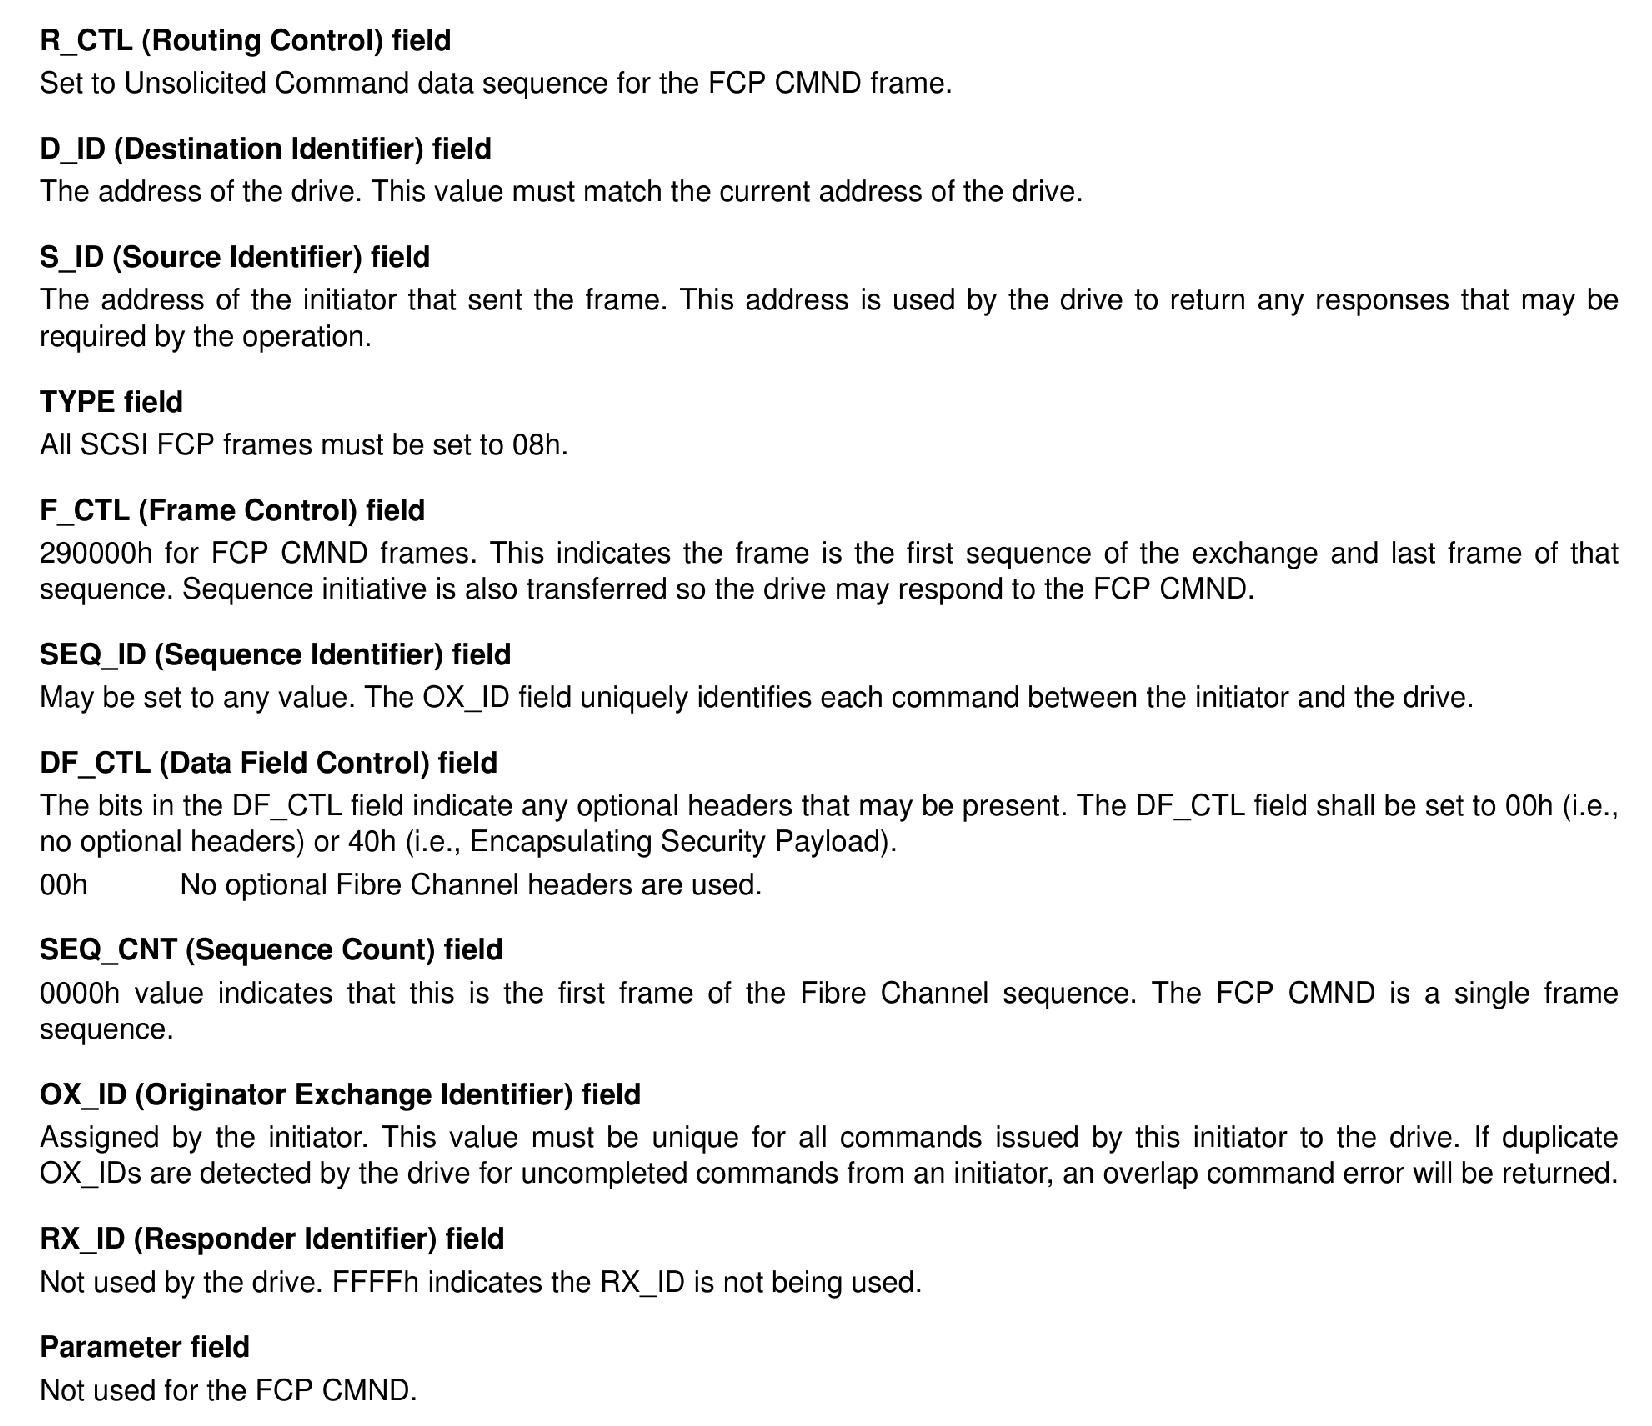 R_CTL (Routing Control) field
Set to Unsolicited Command data sequence for the FCP CMND frame.
D_ID (Destination Identifier) field
The address of the drive. This value must match the current address of the drive.
S_ID (Source Identifier) field
The address of the initiator that sent the frame. This address is used by the drive to return any responses that may be
required by the operation.
TYPE field
All SCSI FCP frames must be set to 08h.
F_CTL (Frame Control) field
290000h for FCP CMND frames. This indicates the frame is the first sequence of the exchange and last frame of that
sequence. Sequence initiative is also transferred so the drive may respond to the FCP CMND.
SEQ_ID (Sequence Identifier) field
May be set to any value. The OX_ID field uniquely identifies each command between the initiator and the drive.
DF_CTL (Data Field Control) field
The bits in the DF_CTL field indicate any optional headers that may be present. The DF_CTL field shall be set to 00h (i.e.,
no optional headers) or 40h (i.e., Encapsulating Security Payload).
00h No optional Fibre Channel headers are used.
SEQ_CNT (Sequence Count) field
0000h value indicates that this is the first frame of the Fibre Channel sequence. The FCP CMND is a single frame
sequence.
OX_ID (Originator Exchange Identifier) field
Assigned by the initiator. This value must be unique for all commands issued by this initiator to the drive. If duplicate
OX_IDs are detected by the drive for uncompleted commands from an initiator, an overlap command error will be returned.
RX_ID (Responder Identifier) field
Not used by the drive. FFFFh indicates the RX_ID is not being used.
Parameter field
Not used for the FCP CMND.